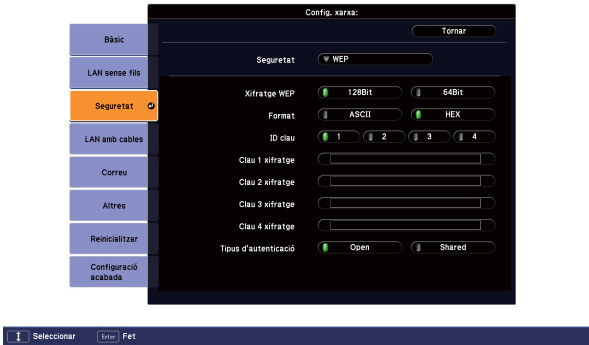 Config. xarxa:
Tornar
Bàsic
LAN sense fils
Seguretat
LAN amb cables
Correu
Altres
Reinicialitzar
Configuració
acabada
Seguretat WEP
Xifratge WEP 128Bit 64Bit
Format ASCII HEX
ID clau 1 2 3 4
Clau 1 xifratge
Clau 2 xifratge
Clau 3 xifratge
Clau 4 xifratge
Tipus d'autenticació Open Shared
Seleccionar Enter Fet